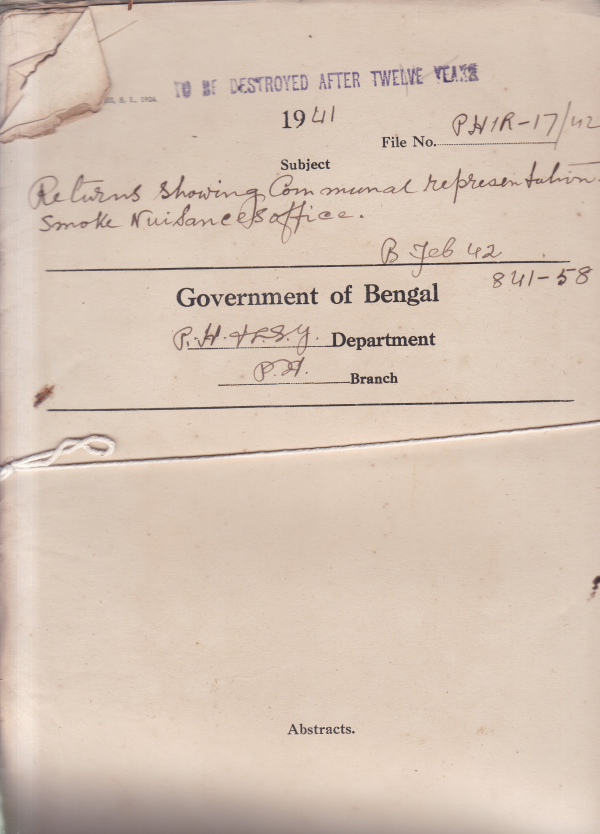 TO BE DESTROYED AFTER TWELVE YEARS
1941
File No. PH1R-17/42
Subject
Returns showing Communal representation.
Smoke Nuisances office.
B Feb 42
841-58
Government of Bengal
P.H. & L.S.G. Department
P.H. Branch
Abstracts.